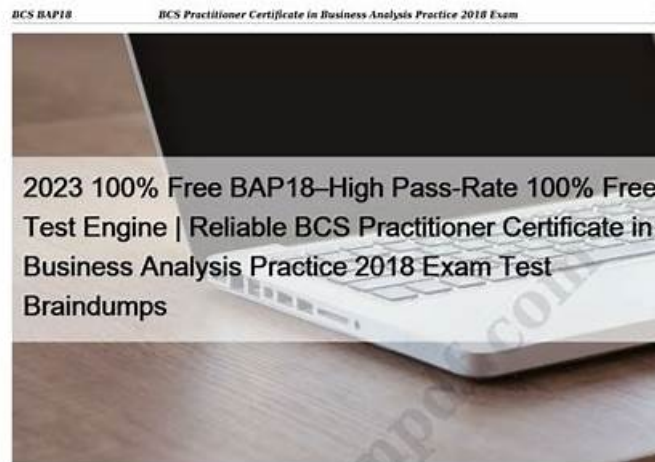 BCS BAP18 BCS Practitioner Certificate in Business Analysis Practice 2018 Exam
2023 100% Free BAP18–High Pass-Rate 100% Free
Test Engine | Reliable BCS Practitioner Certificate in
Business Analysis Practice 2018 Exam Test
Braindumps